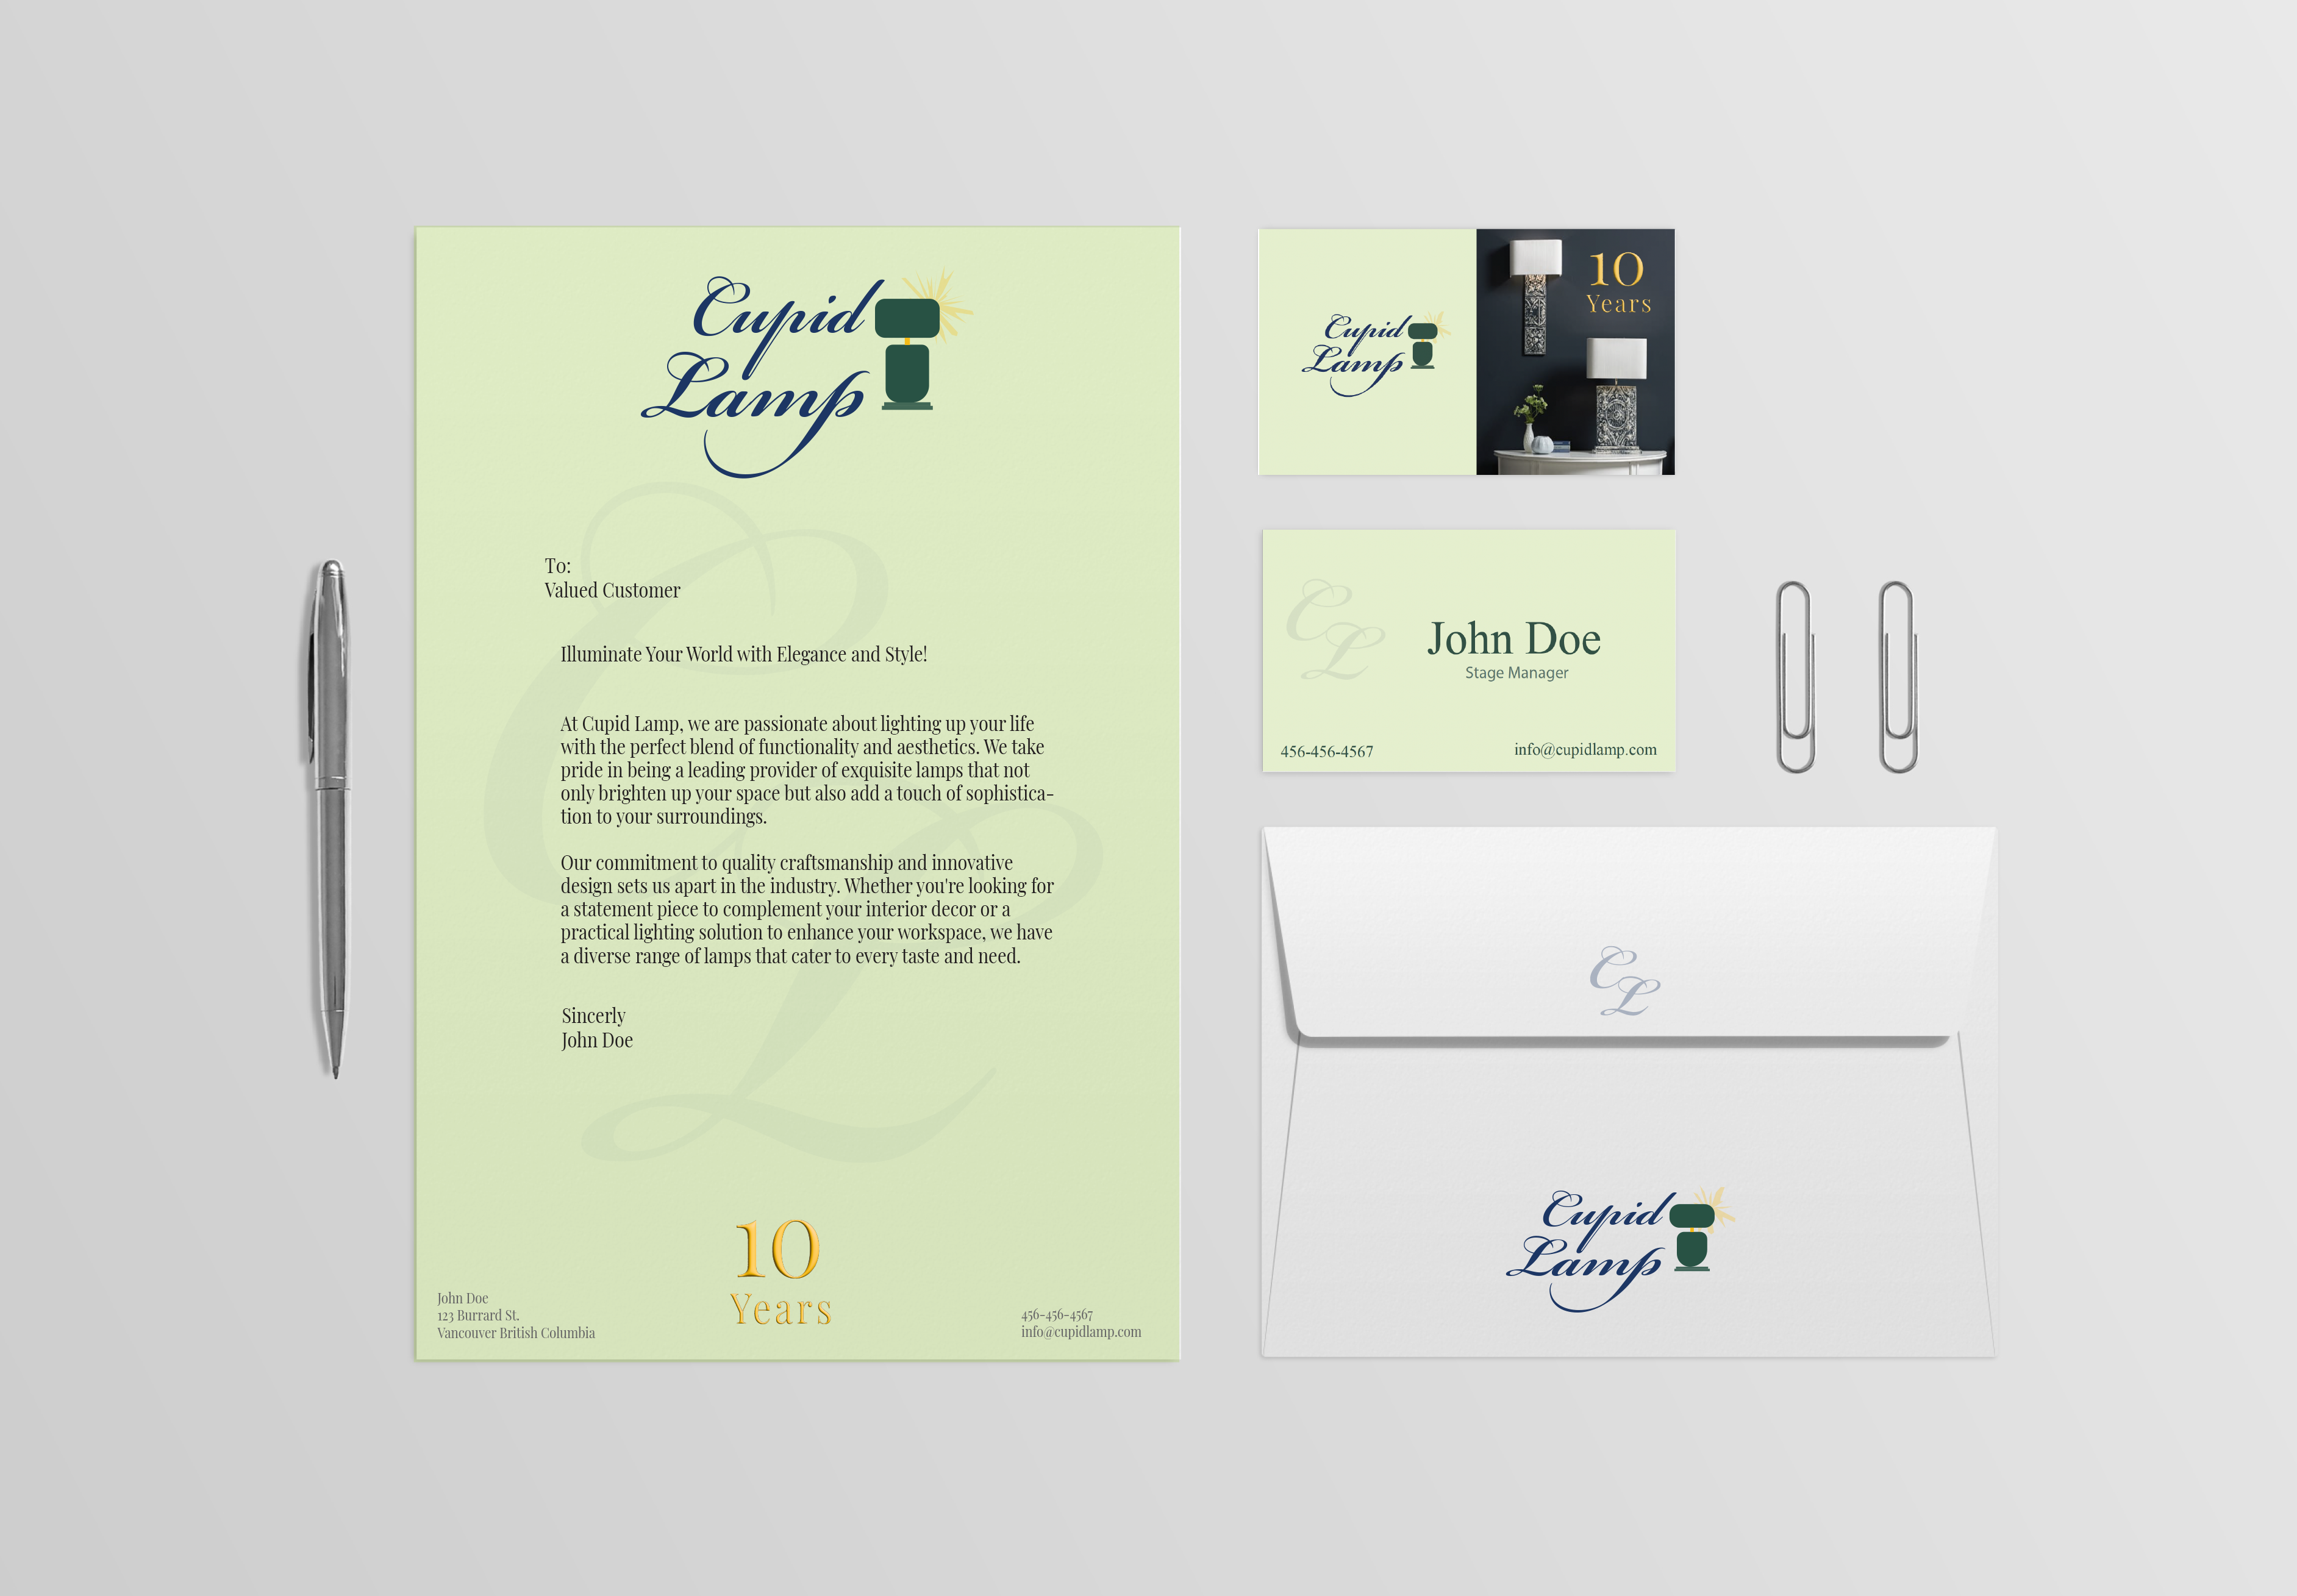 Cupid
Lamp
To:
Valued Customer
Illuminate Your World with Elegance and Style!
At Cupid Lamp, we are passionate about lighting up your life
with the perfect blend of functionality and aesthetics. We take
pride in being a leading provider of exquisite lamps that not
only brighten up your space but also add a touch of sophistica-
tion to your surroundings.
Our commitment to quality craftsmanship and innovative
design sets us apart in the industry. Whether you're looking for
a statement piece to complement your interior decor or a
practical lighting solution to enhance your workspace, we have
a diverse range of lamps that cater to every taste and need.
Sincerly
John Doe
CL
10
Years
John Doe
123 Burrard St.
Vancouver British Columbia
456-456-4567
info@cupidlamp.com
Cupid
Lamp
10
Years
CL
John Doe
Stage Manager
456-456-4567
info@cupidlamp.com
CL
Cupid
Lamp